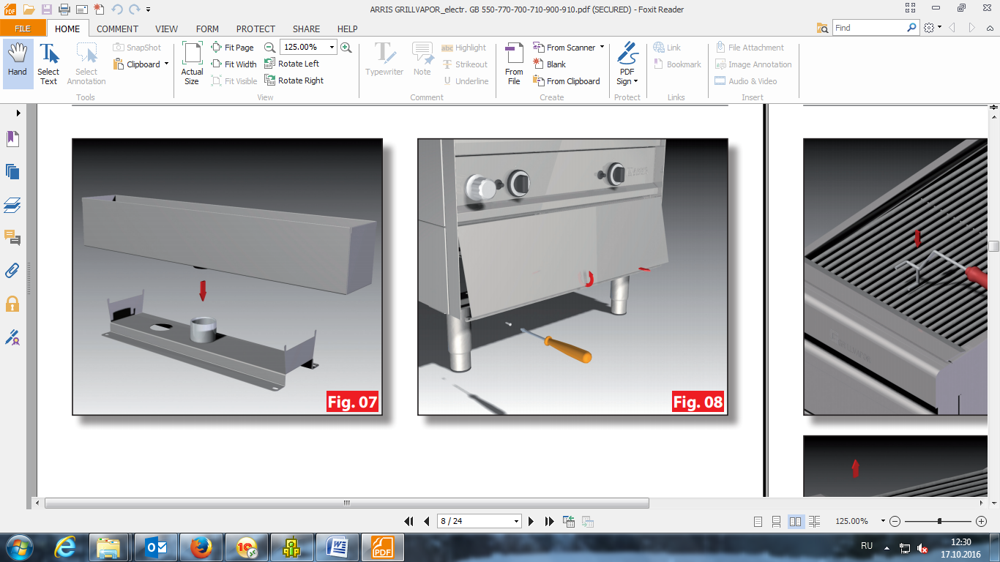 ARRIS GRILLVAPOR_electr. GB 550-770-700-710-900-910.pdf (SECURED) - Foxit Reader
FILE HOME COMMENT VIEW FORM PROTECT SHARE HELP
Find
Hand
Select Text
Select Annotation
SnapShot
Clipboard
Tools
Actual Size
Fit Page
Fit Width
Fit Visible
125.00%
Rotate Left
Rotate Right
View
Typewriter
Note
Highlight
Strikeout
Underline
Comment
From File
From Scanner
Blank
From Clipboard
Create
PDF Sign
Protect
Link
Bookmark
Links
File Attachment
Image Annotation
Audio & Video
Insert
Fig. 07
Fig. 08
8 / 24
125.00%
RU
12:30
17.10.2016